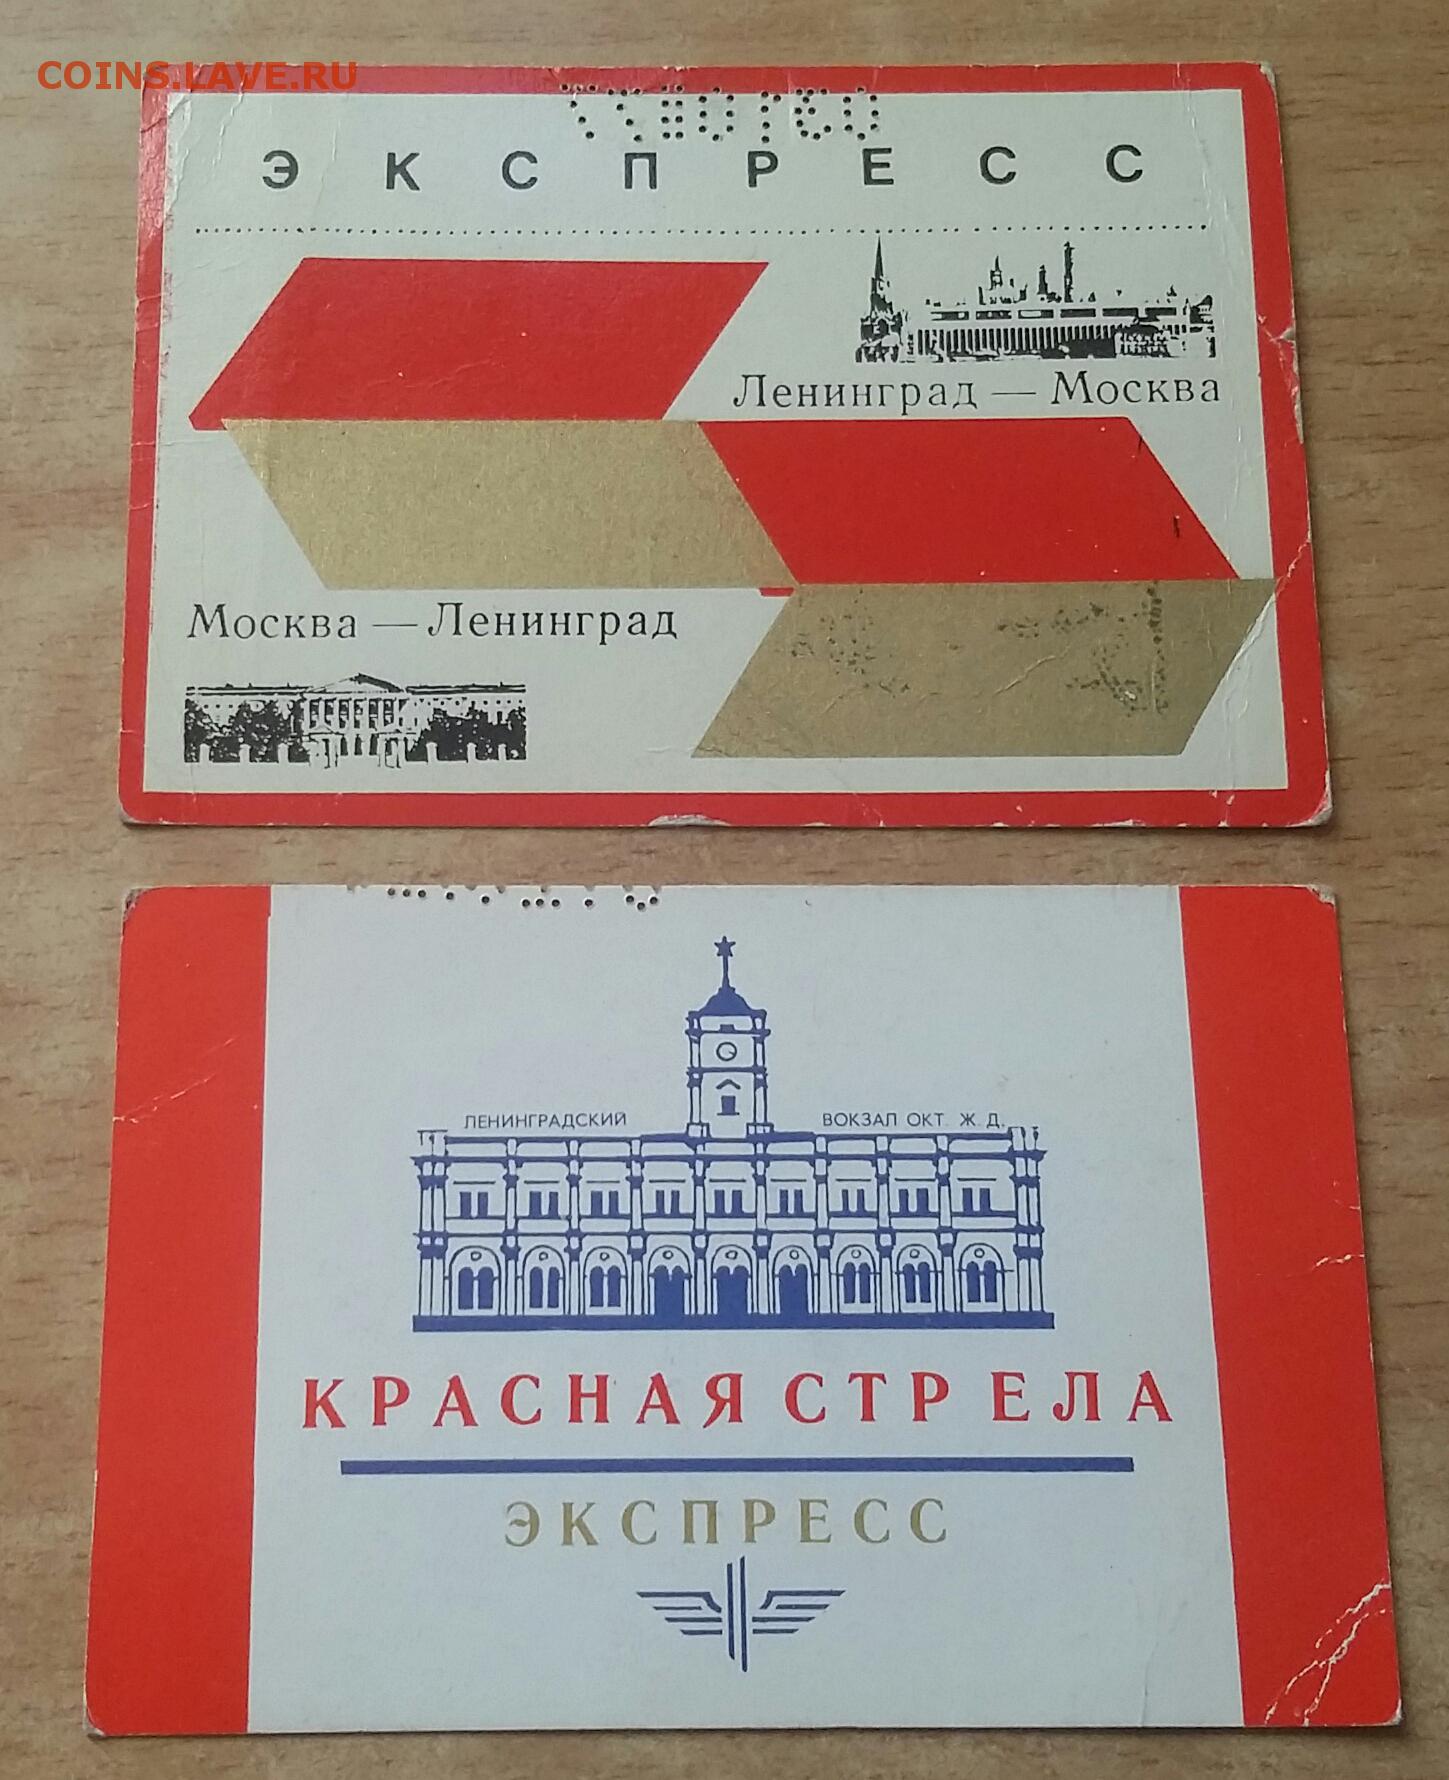 COINS.LAVE.RU
ЭКСПРЕСС
Ленинград — Москва
Москва — Ленинград
ЛЕНИНГРАДСКИЙ ВОКЗАЛ ОКТ. Ж. Д.
КРАСНАЯ СТРЕЛА
ЭКСПРЕСС